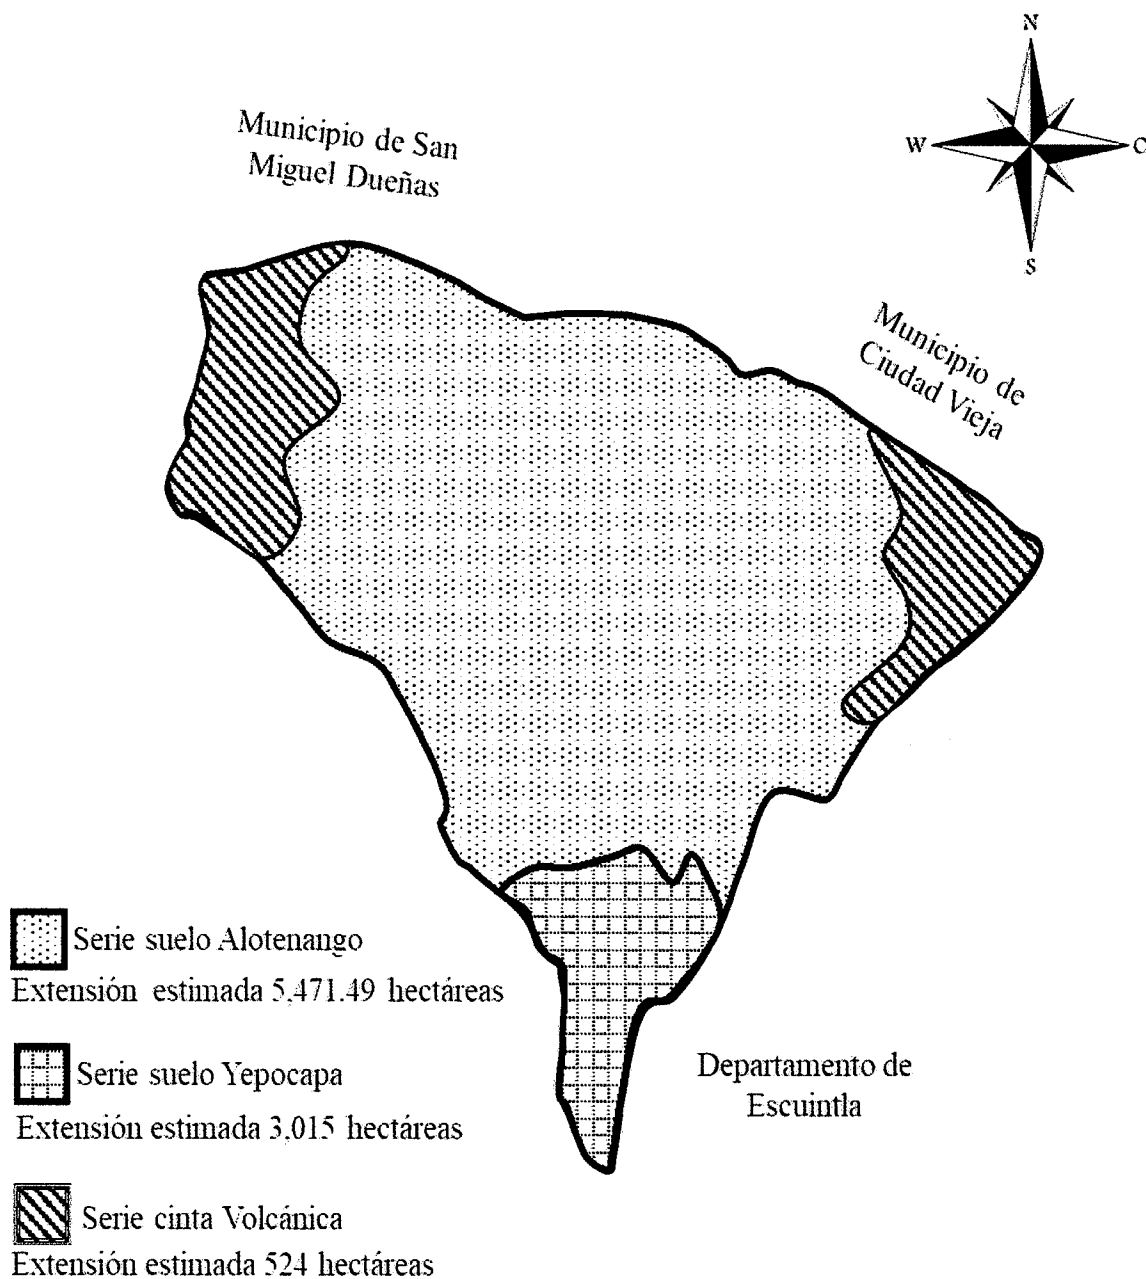 N
W
O
S
Municipio de San
Miguel Dueñas
Municipio de
Ciudad Vieja
Serie suelo Alotenango
Extensión estimada 5,471.49 hectáreas
Serie suelo Yepocapa
Extensión estimada 3,015 hectáreas
Serie cinta Volcánica
Extensión estimada 524 hectáreas
Departamento de
Escuintla